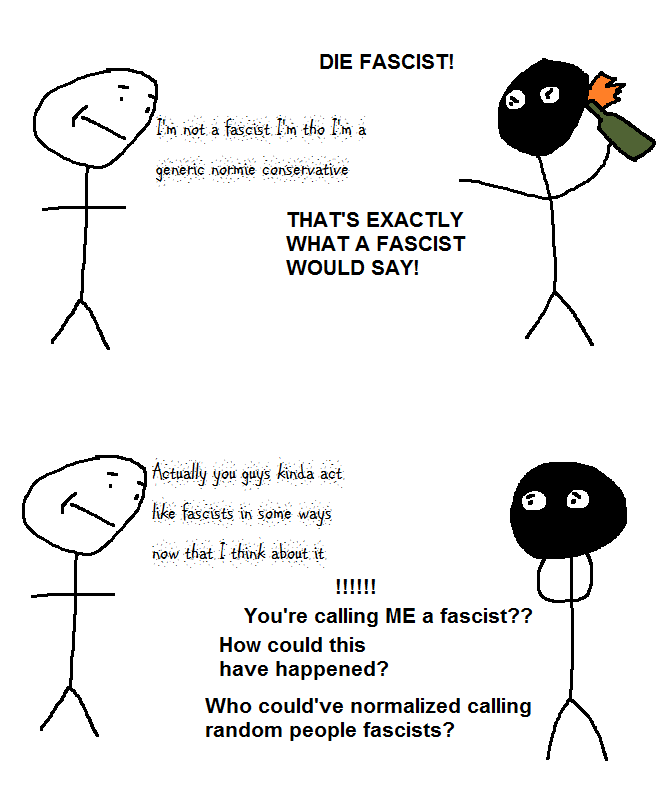 DIE FASCIST!
I'm not a fascist I'm tho I'm a
generic normie conservative
THAT'S EXACTLY
WHAT A FASCIST
WOULD SAY!
Actually you guys kinda act
like fascists in some ways
now that I think about it
!!!!!!
You're calling ME a fascist??
How could this
have happened?
Who could've normalized calling
random people fascists?